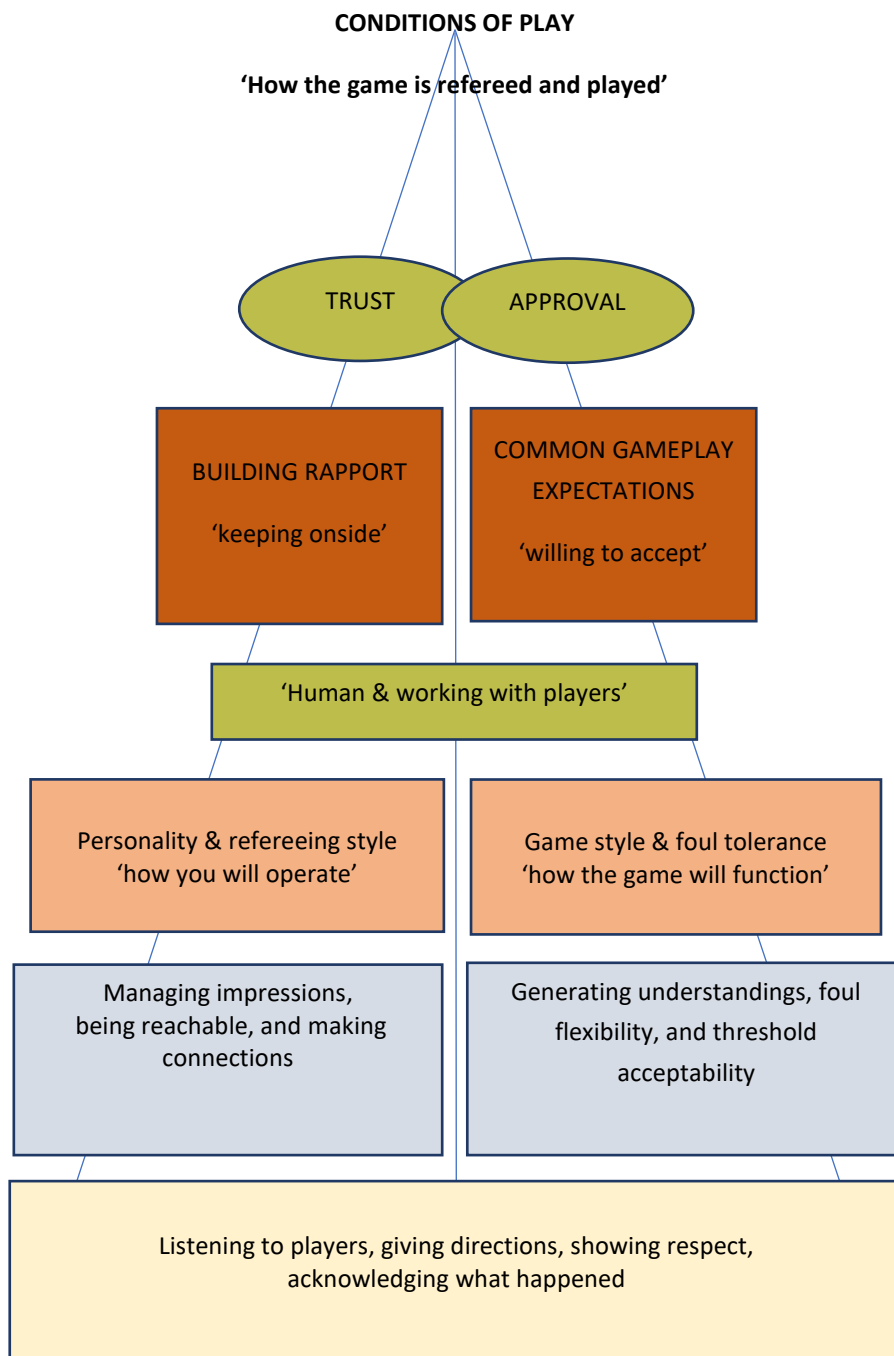 CONDITIONS OF PLAY
‘How the game is refereed and played’
TRUST
APPROVAL
BUILDING RAPPORT
‘keeping onside’
COMMON GAMEPLAY
EXPECTATIONS
‘willing to accept’
‘Human & working with players’
Personality & refereeing style
‘how you will operate’
Game style & foul tolerance
‘how the game will function’
Managing impressions,
being reachable, and making
connections
Generating understandings, foul
flexibility, and threshold
acceptability
Listening to players, giving directions, showing respect,
acknowledging what happened